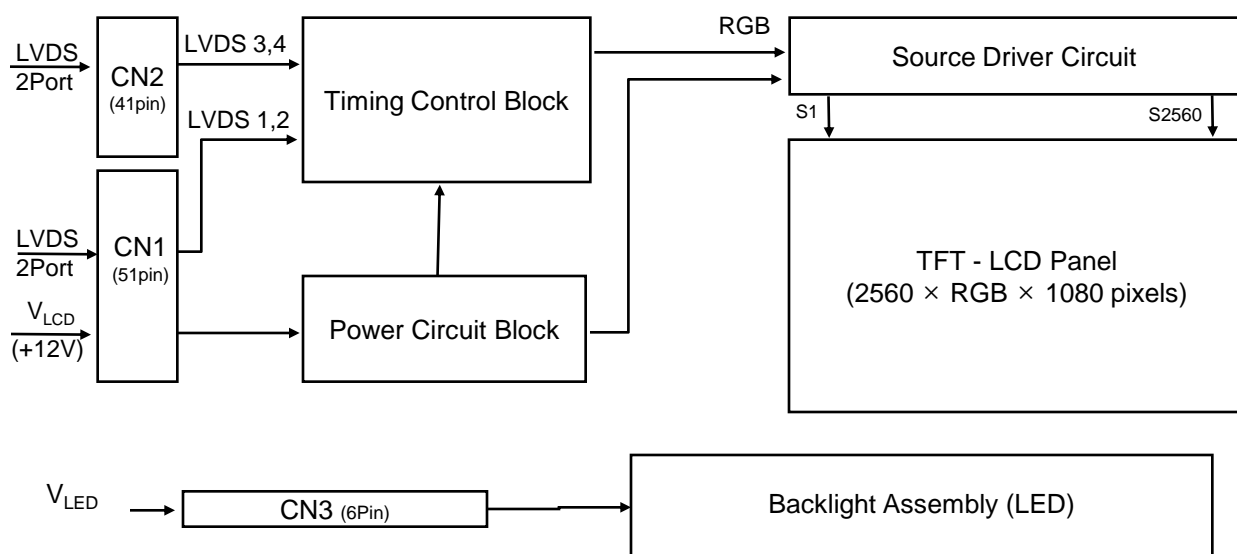 LVDS
2Port
CN2
(41pin)
LVDS 3,4
LVDS 1,2
Timing Control Block
RGB
Source Driver Circuit
S1
S2560
LVDS
2Port
CN1
(51pin)
VLCD
(+12V)
Power Circuit Block
TFT - LCD Panel
(2560 × RGB × 1080 pixels)
VLED
CN3 (6Pin)
Backlight Assembly (LED)